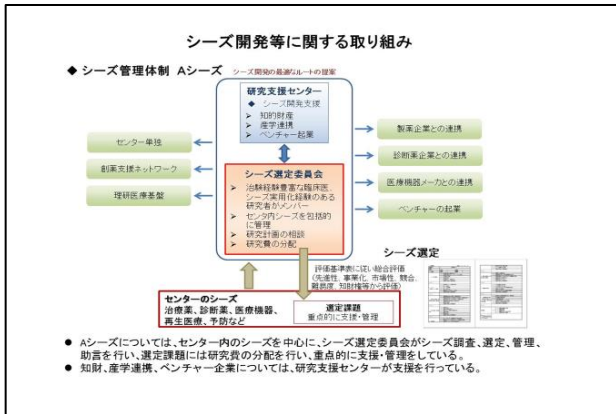 シーズ開発等に関する取り組み
◆ シーズ管理体制 Aシーズ
シーズ開発の最適なルートの提案
研究支援センター
◆ シーズ開発支援
➢ 知的財産
➢ 産学連携
➢ ベンチャー起業
センター単独
創薬支援ネットワーク
理研医療基盤
シーズ選定委員会
➢ 治験経験豊富な臨床医、
シーズ実用化経験のある
研究者がメンバー
➢ センタ内シーズを包括的
に管理
➢ 研究計画の相談
➢ 研究費の分配
製薬企業との連携
診断薬企業との連携
医療機器メーカとの連携
ベンチャーの起業
シーズ選定
評価基準表に従い総合評価
(先進性、事業化、市場性、競合、
難易度、知財権等から評価)
センターのシーズ
治療薬、診断薬、医療機器、
再生医療、予防など
選定課題
重点的に支援・管理
● Aシーズについては、センター内のシーズを中心に、シーズ選定委員会がシーズ調査、選定、管理、
助言を行い、選定課題には研究費の分配を行い、重点的に支援・管理をしている。
● 知財、産学連携、ベンチャー企業については、研究支援センターが支援を行っている。